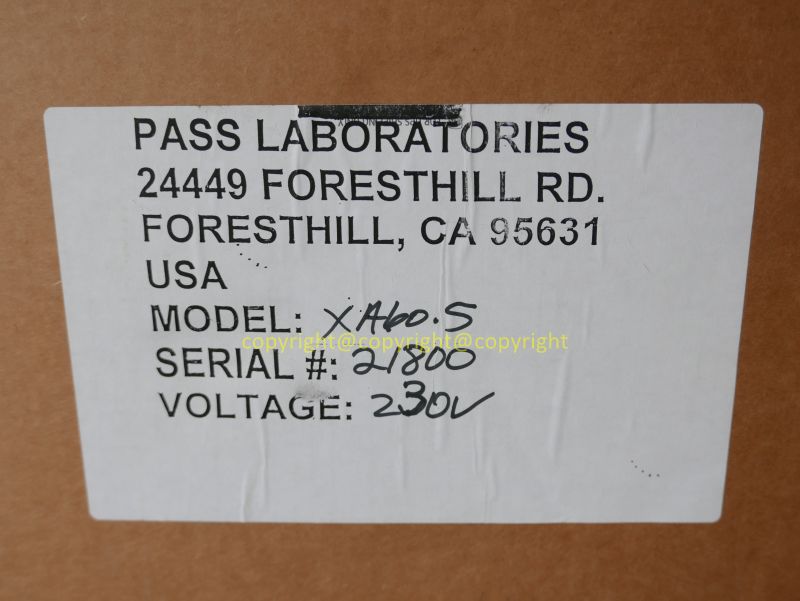 PASS LABORATORIES
24449 FORESTHILL RD.
FORESTHILL, CA 95631
USA
MODEL: XA60.5
copyright@copyright@copyright
SERIAL #: 21800
VOLTAGE: 230V